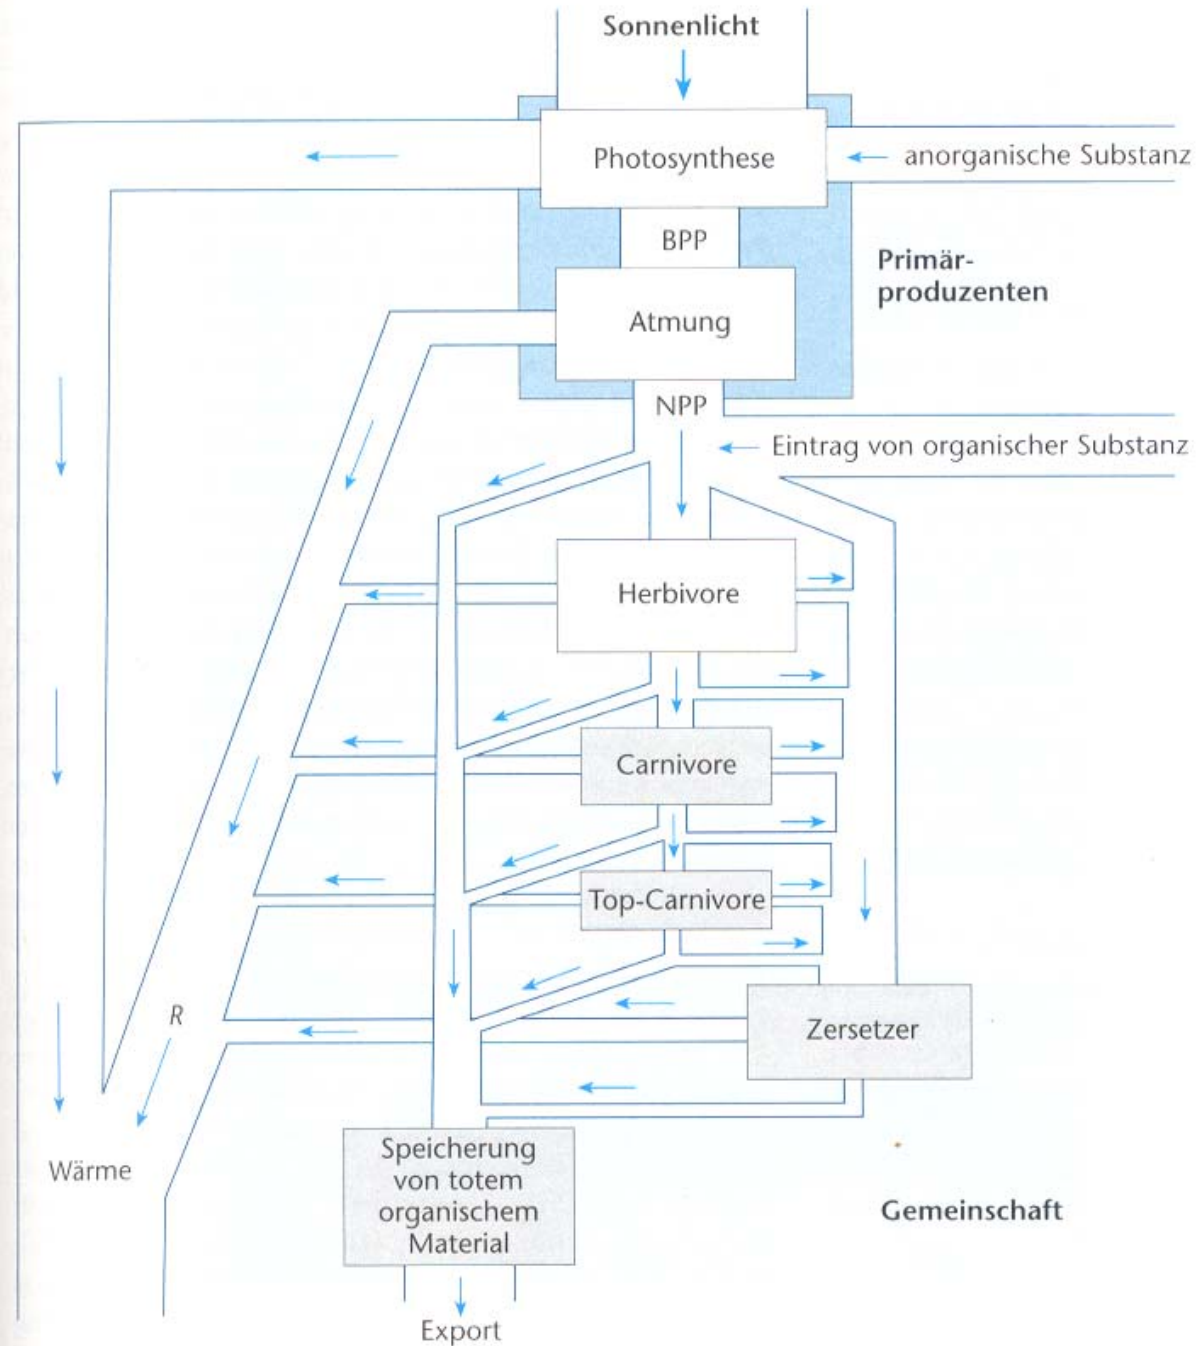 Sonnenlicht
Photosynthese
anorganische Substanz
BPP
Primär-
produzenten
Atmung
NPP
Eintrag von organischer Substanz
Herbivore
Carnivore
Top-Carnivore
R
Zersetzer
Wärme
Speicherung
von totem
organischem
Material
Gemeinschaft
Export